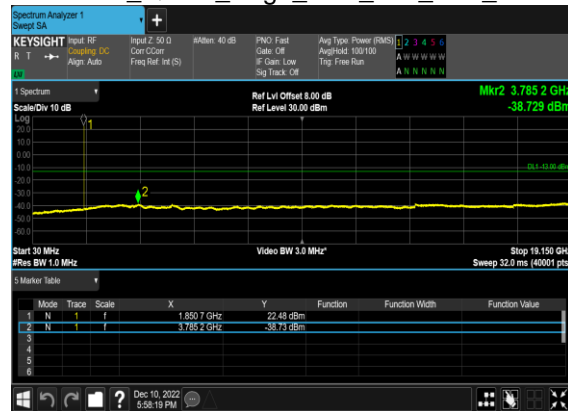 Spectrum Analyzer 1
Swept SA
KEYSIGHT
R T
Input: RF
Coupling: DC
Align: Auto
Input Z: 50 Ω
Corr CCorr
Freq Ref: Int (S)
#Atten: 40 dB
PNO: Fast
Gate: Off
IF Gain: Low
Sig Track: Off
Avg Type: Power (RMS)
Avg|Hold: 100/100
Trig: Free Run
1 2 3 4 5 6
A W W W W W
A N N N N N
1 Spectrum
Scale/Div 10 dB
Ref Lvl Offset 8.00 dB
Ref Level 30.00 dBm
Mkr2 3.785 2 GHz
-38.729 dBm
Log
20.0
10.0
0.00
-10.0
-20.0
-30.0
-40.0
-50.0
-60.0
1
2
DL1 -13.00 dBm
Start 30 MHz
#Res BW 1.0 MHz
Video BW 3.0 MHz*
Stop 19.150 GHz
Sweep 32.0 ms (40001 pts)
5 Marker Table
Mode Trace Scale X Y Function Function Width Function Value
1 N 1 f 1.850 7 GHz 22.48 dBm
2 N 1 f 3.785 2 GHz -38.73 dBm
3
4
5
6
?
Dec 10, 2022
5:58:19 PM